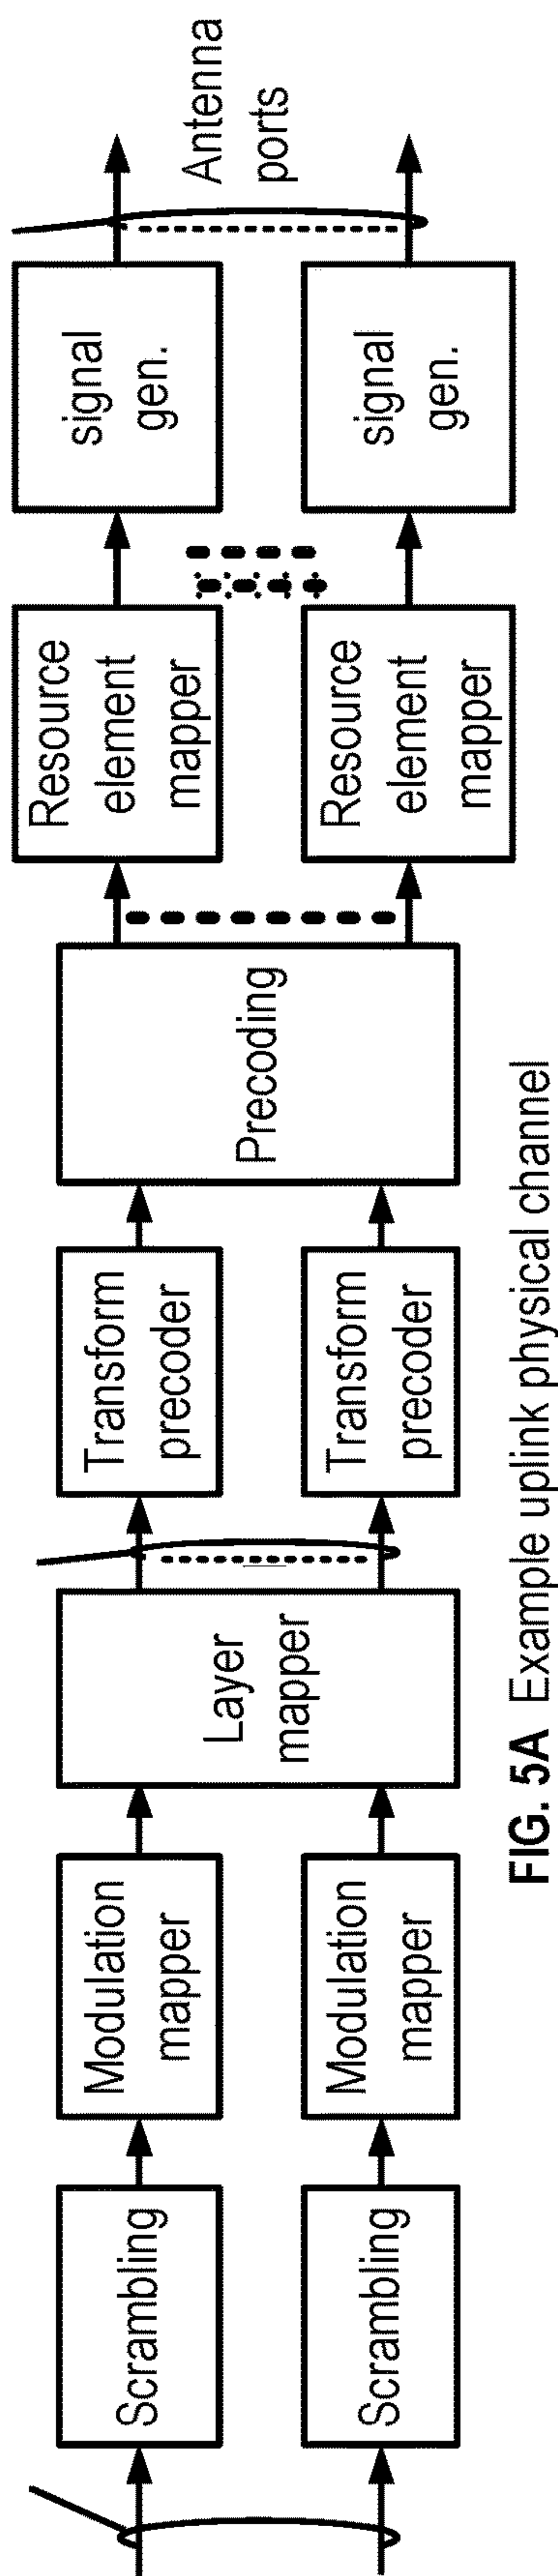 Scrambling
Scrambling
Modulation
mapper
Modulation
mapper
Layer
mapper
Transform
precoder
Transform
precoder
Precoding
Resource
element
mapper
Resource
element
mapper
signal
gen.
signal
gen.
Antenna
ports
FIG. 5A Example uplink physical channel